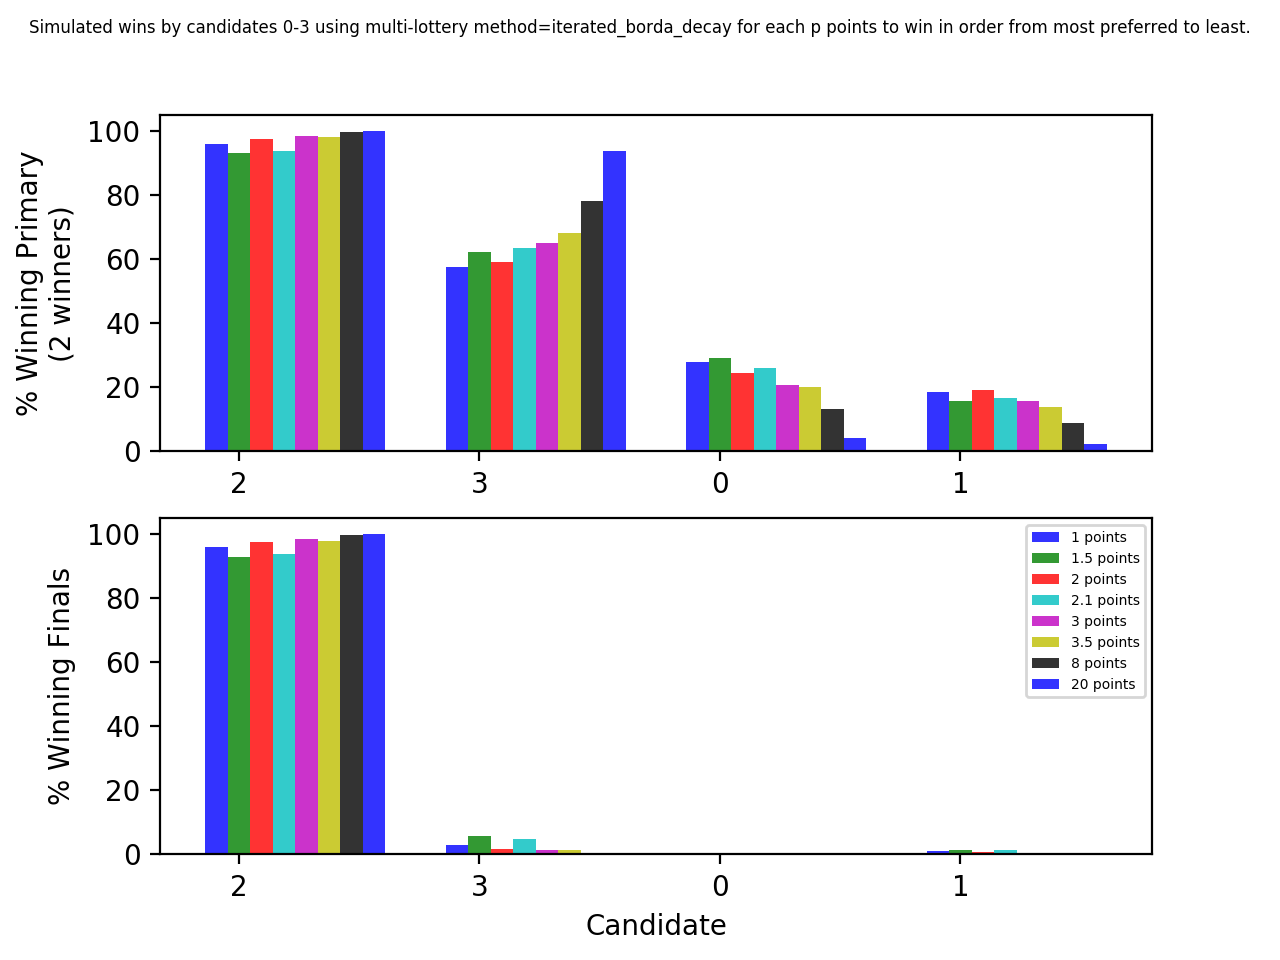 Simulated wins by candidates 0-3 using multi-lottery method=iterated_borda_decay for each p points to win in order from most preferred to least.
% Winning Primary
(2 winners)
100
80
60
40
20
0
2
3
0
1
% Winning Finals
100
80
60
40
20
0
1 points
1.5 points
2 points
2.1 points
3 points
3.5 points
8 points
20 points
2
3
0
1
Candidate